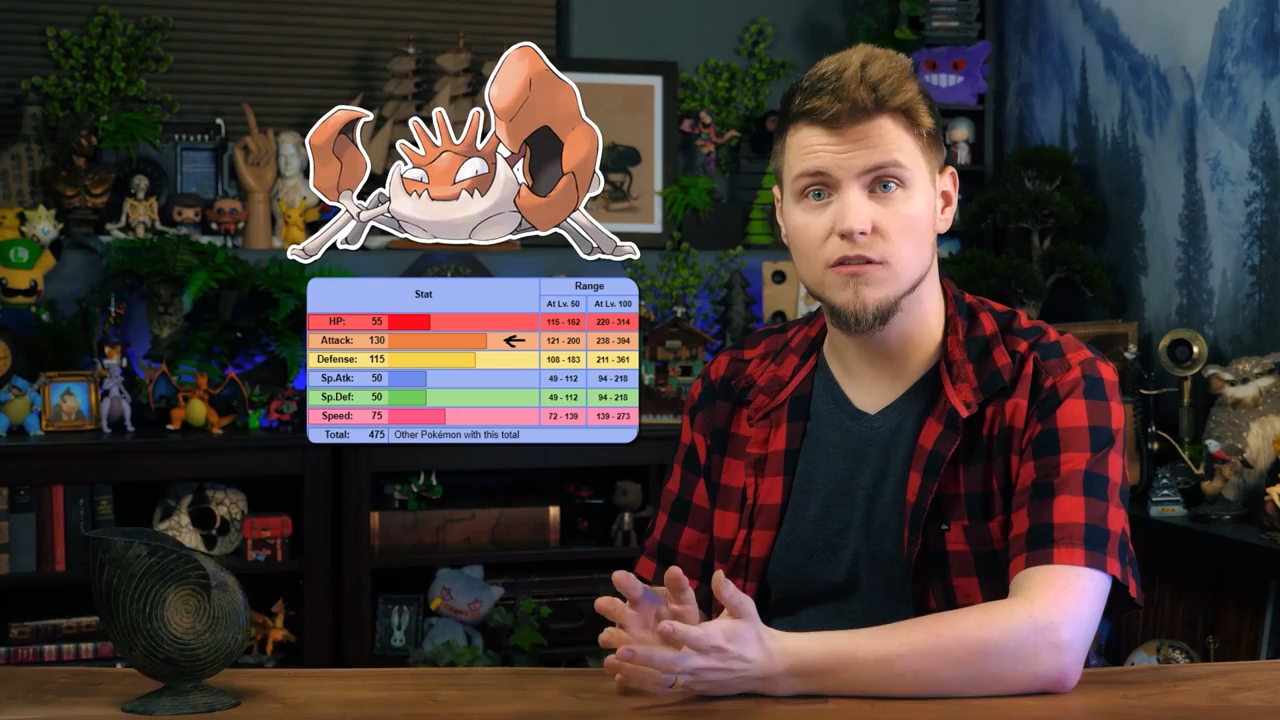 Stat Range
At Lv. 50 At Lv. 100
HP: 55 115 - 162 220 - 314
Attack: 130 121 - 200 238 - 394
Defense: 115 108 - 183 211 - 361
Sp.Atk: 50 49 - 112 94 - 218
Sp.Def: 50 49 - 112 94 - 218
Speed: 75 72 - 139 139 - 273
Total: 475 Other Pokémon with this total
L